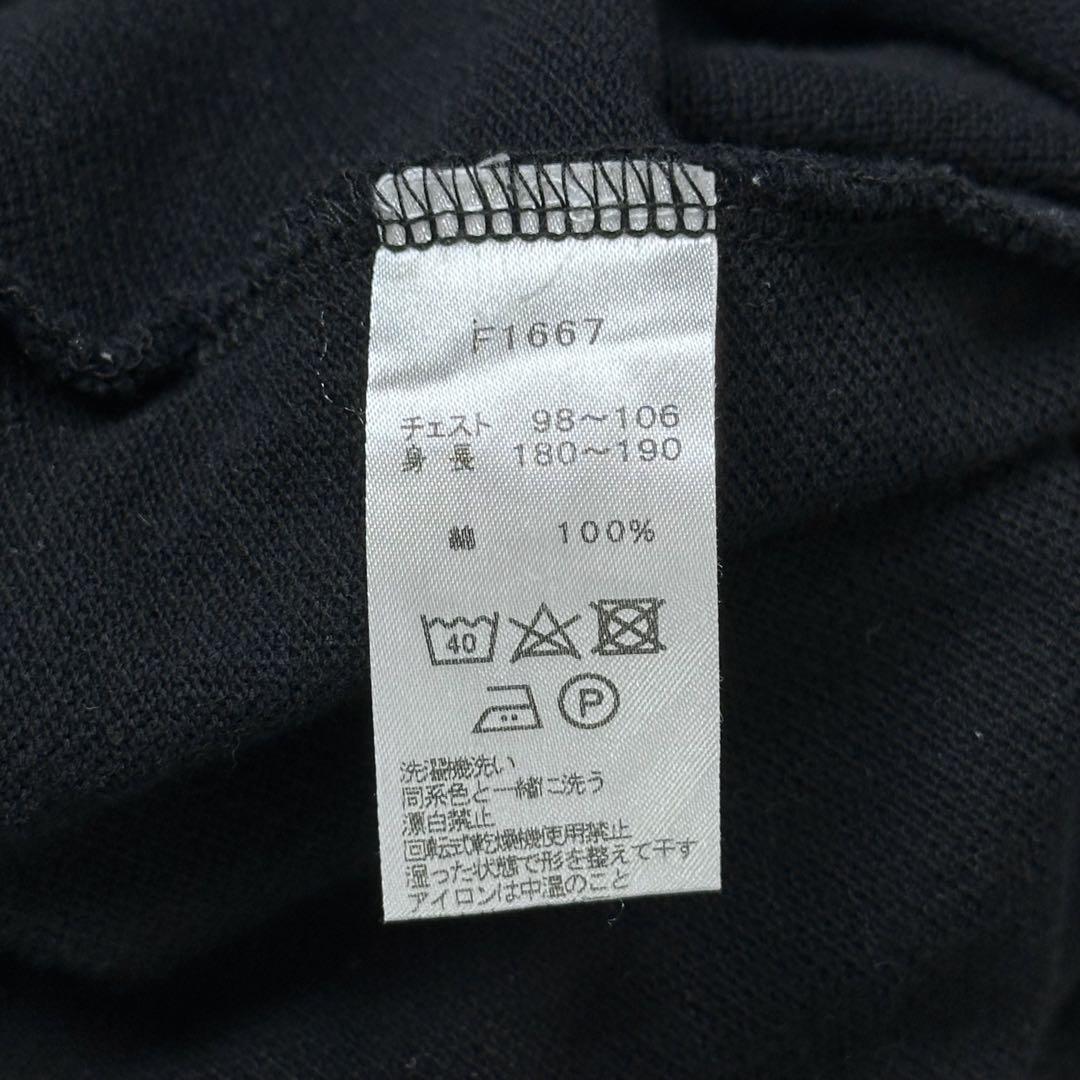 F1667
チェスト 98～106
身長 180～190
綿 100%
40
P
洗濯機洗い
同系色と一緒に洗う
漂白禁止
回転式乾燥機使用禁止
湿った状態で形を整えて干す
アイロンは中温のこと